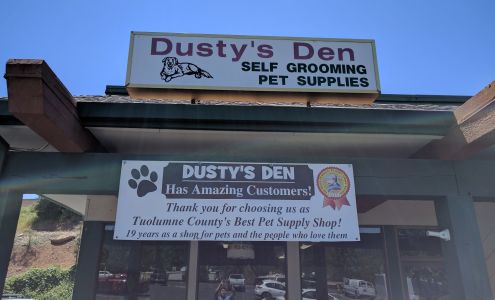 Dusty's Den
SELF GROOMING
PET SUPPLIES
DUSTY'S DEN
Has Amazing Customers!
Thank you for choosing us as
Tuolumne County's Best Pet Supply Shop!
19 years as a shop for pets and the people who love them